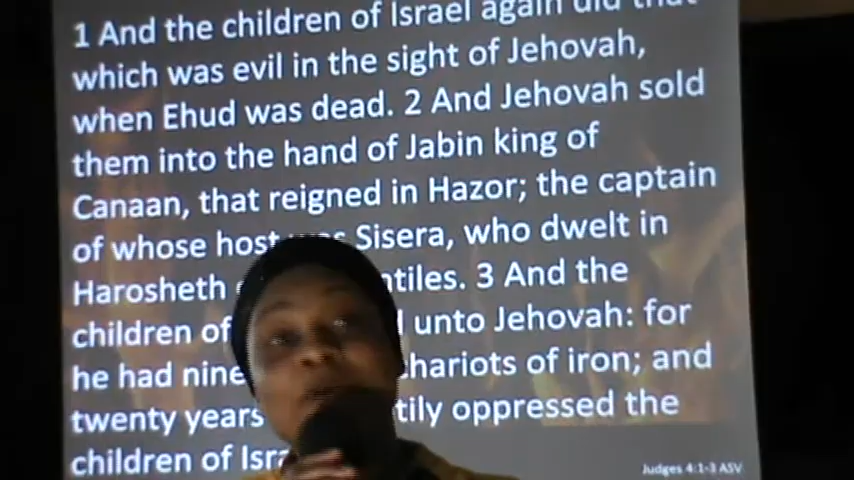 1 And the children of Israel again did that
which was evil in the sight of Jehovah,
when Ehud was dead. 2 And Jehovah sold
them into the hand of Jabin king of
Canaan, that reigned in Hazor; the captain
of whose host was Sisera, who dwelt in
Harosheth ntiles. 3 And the
children of unto Jehovah: for
he had nine chariots of iron; and
twenty years tily oppressed the
children of Isra
Judges 4:1-3 ASV